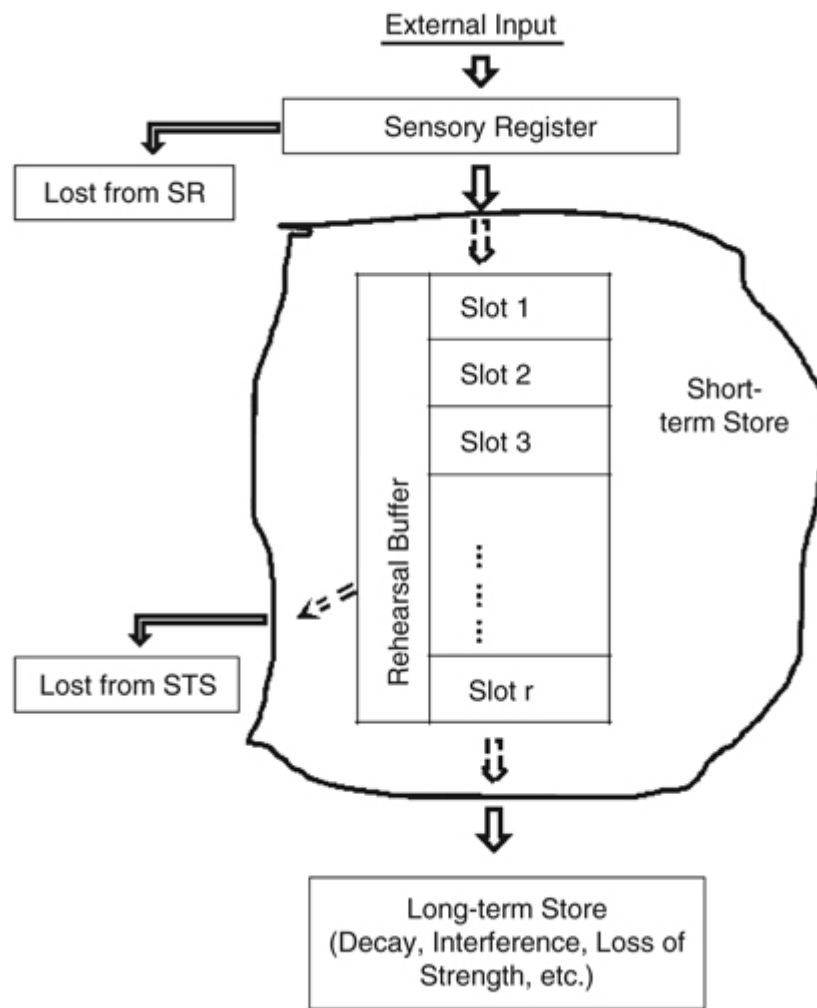 External Input
Sensory Register
Lost from SR
Slot 1
Slot 2
Short-
term Store
Slot 3
Rehearsal Buffer
Lost from STS
Slot r
Long-term Store
(Decay, Interference, Loss of
Strength, etc.)